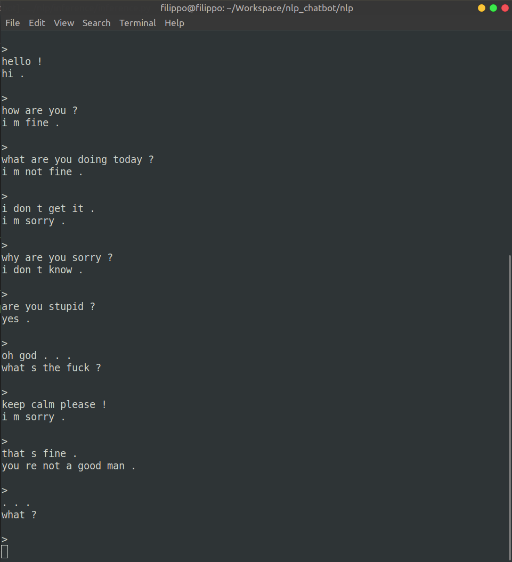 filippo@filippo: ~/Workspace/nlp_chatbot/nlp
File Edit View Search Terminal Help
>
hello !
hi .
>
how are you ?
i m fine .
>
what are you doing today ?
i m not fine .
>
i don t get it .
i m sorry .
>
why are you sorry ?
i don t know .
>
are you stupid ?
yes .
>
oh god . . .
what s the fuck ?
>
keep calm please !
i m sorry .
>
that s fine .
you re not a good man .
>
. . .
what ?
>